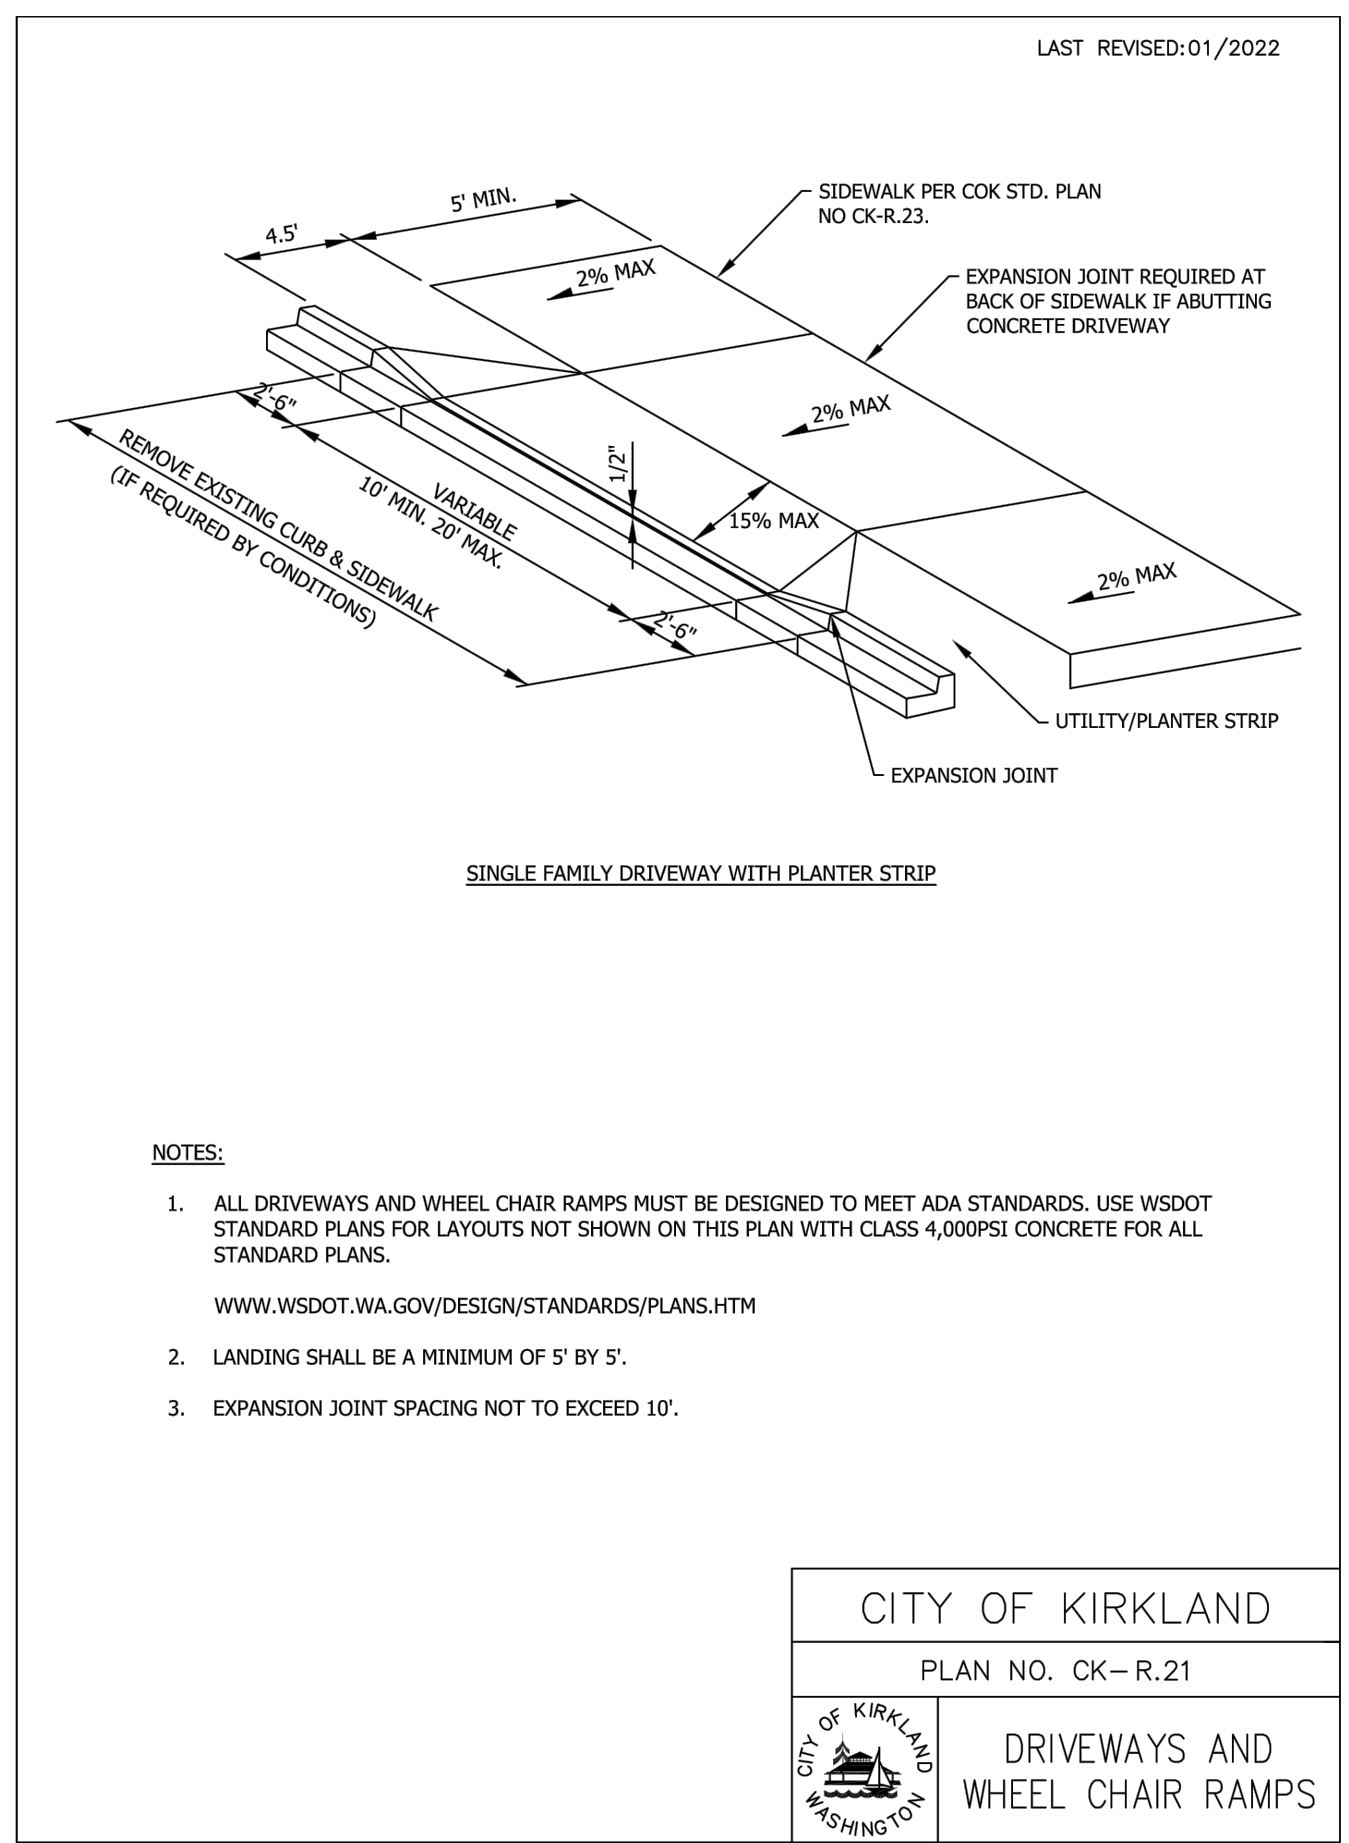 LAST REVISED:01/2022
5' MIN.
4.5'
SIDEWALK PER COK STD. PLAN
NO CK-R.23.
2% MAX
EXPANSION JOINT REQUIRED AT
BACK OF SIDEWALK IF ABUTTING
CONCRETE DRIVEWAY
2'-6"
2% MAX
REMOVE EXISTING CURB & SIDEWALK
(IF REQUIRED BY CONDITIONS)
VARIABLE
10' MIN. 20' MAX.
1/2"
15% MAX
2% MAX
2'-6"
UTILITY/PLANTER STRIP
EXPANSION JOINT
SINGLE FAMILY DRIVEWAY WITH PLANTER STRIP
NOTES:
1. ALL DRIVEWAYS AND WHEEL CHAIR RAMPS MUST BE DESIGNED TO MEET ADA STANDARDS. USE WSDOT
STANDARD PLANS FOR LAYOUTS NOT SHOWN ON THIS PLAN WITH CLASS 4,000PSI CONCRETE FOR ALL
STANDARD PLANS.
WWW.WSDOT.WA.GOV/DESIGN/STANDARDS/PLANS.HTM
2. LANDING SHALL BE A MINIMUM OF 5' BY 5'.
3. EXPANSION JOINT SPACING NOT TO EXCEED 10'.
CITY OF KIRKLAND
PLAN NO. CK-R.21
CITY OF KIRKLAND
WASHINGTON
DRIVEWAYS AND
WHEEL CHAIR RAMPS